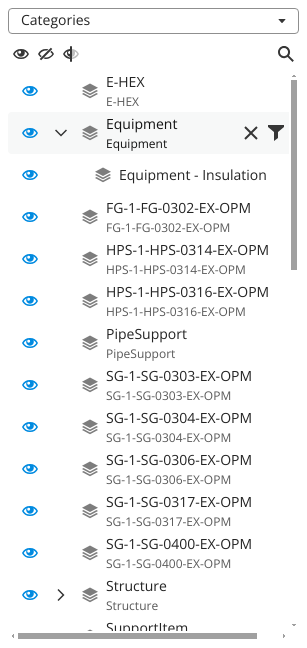 Categories
E-HEX
E-HEX
Equipment
Equipment
Equipment - Insulation
FG-1-FG-0302-EX-OPM
FG-1-FG-0302-EX-OPM
HPS-1-HPS-0314-EX-OPM
HPS-1-HPS-0314-EX-OPM
HPS-1-HPS-0316-EX-OPM
HPS-1-HPS-0316-EX-OPM
PipeSupport
PipeSupport
SG-1-SG-0303-EX-OPM
SG-1-SG-0303-EX-OPM
SG-1-SG-0304-EX-OPM
SG-1-SG-0304-EX-OPM
SG-1-SG-0306-EX-OPM
SG-1-SG-0306-EX-OPM
SG-1-SG-0317-EX-OPM
SG-1-SG-0317-EX-OPM
SG-1-SG-0400-EX-OPM
SG-1-SG-0400-EX-OPM
Structure
Structure
SupportItem